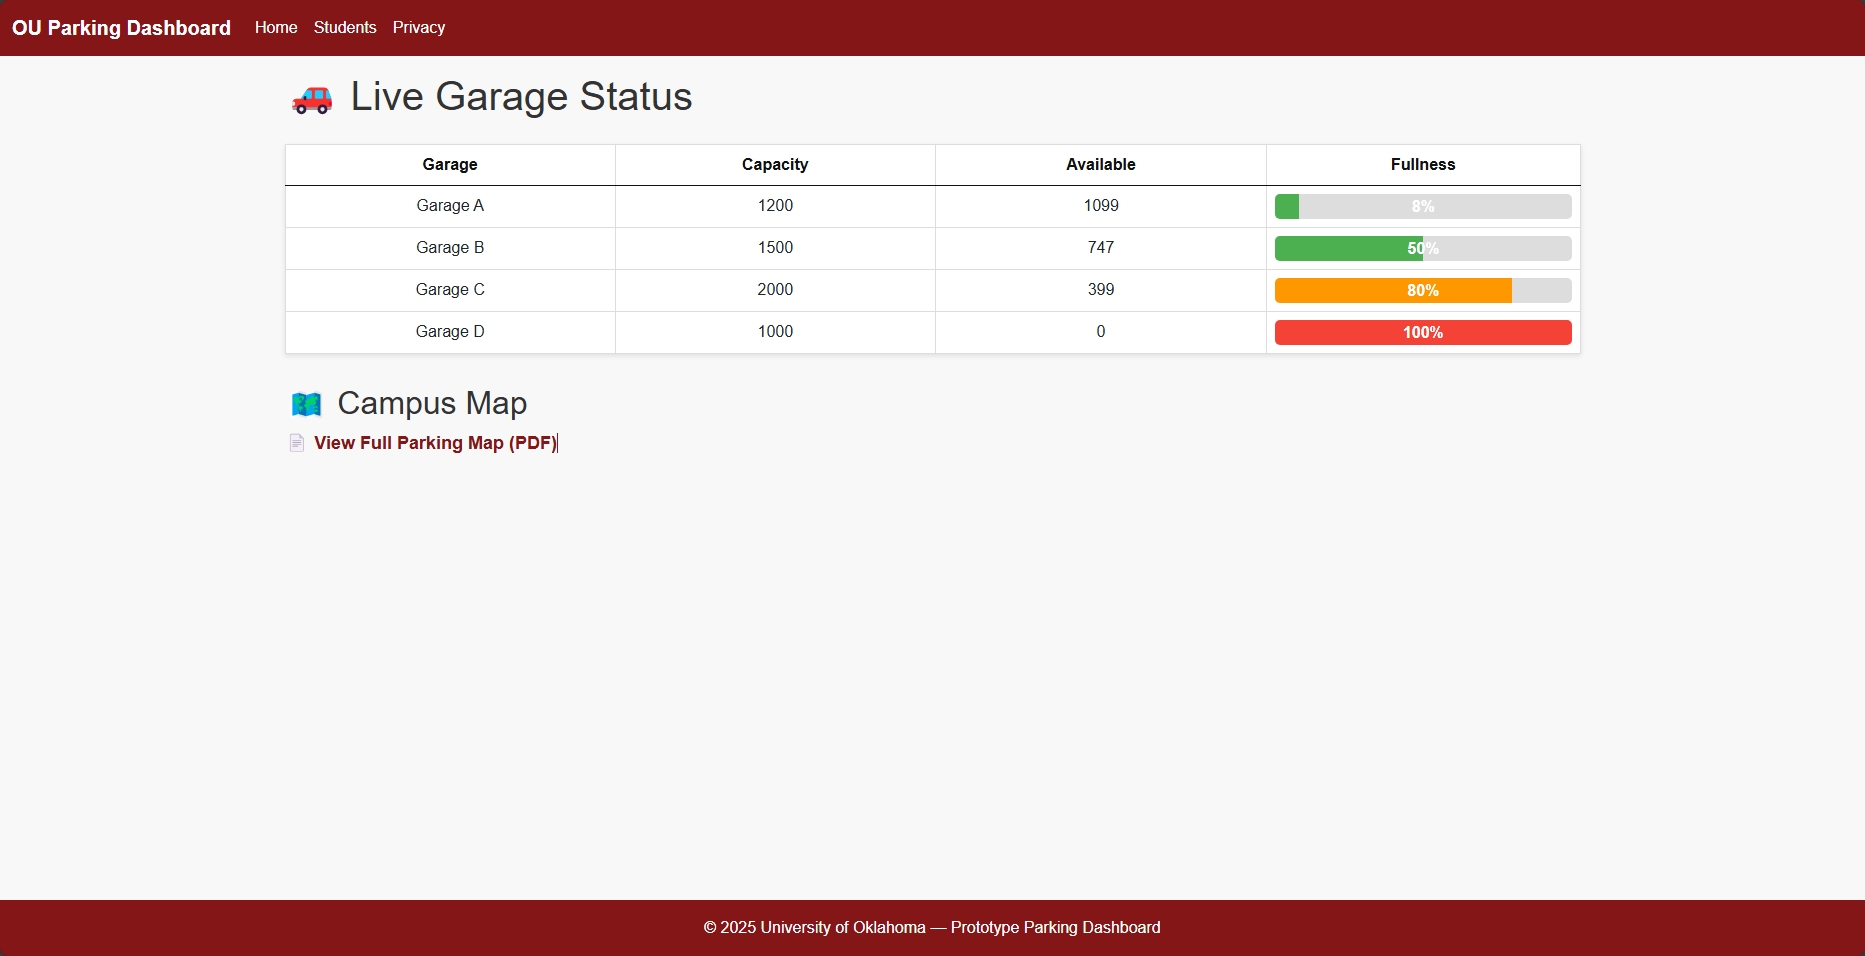 OU Parking Dashboard Home Students Privacy
Live Garage Status
Garage Capacity Available Fullness
Garage A 1200 1099 8%
Garage B 1500 747 50%
Garage C 2000 399 80%
Garage D 1000 0 100%
Campus Map
View Full Parking Map (PDF)
© 2025 University of Oklahoma — Prototype Parking Dashboard